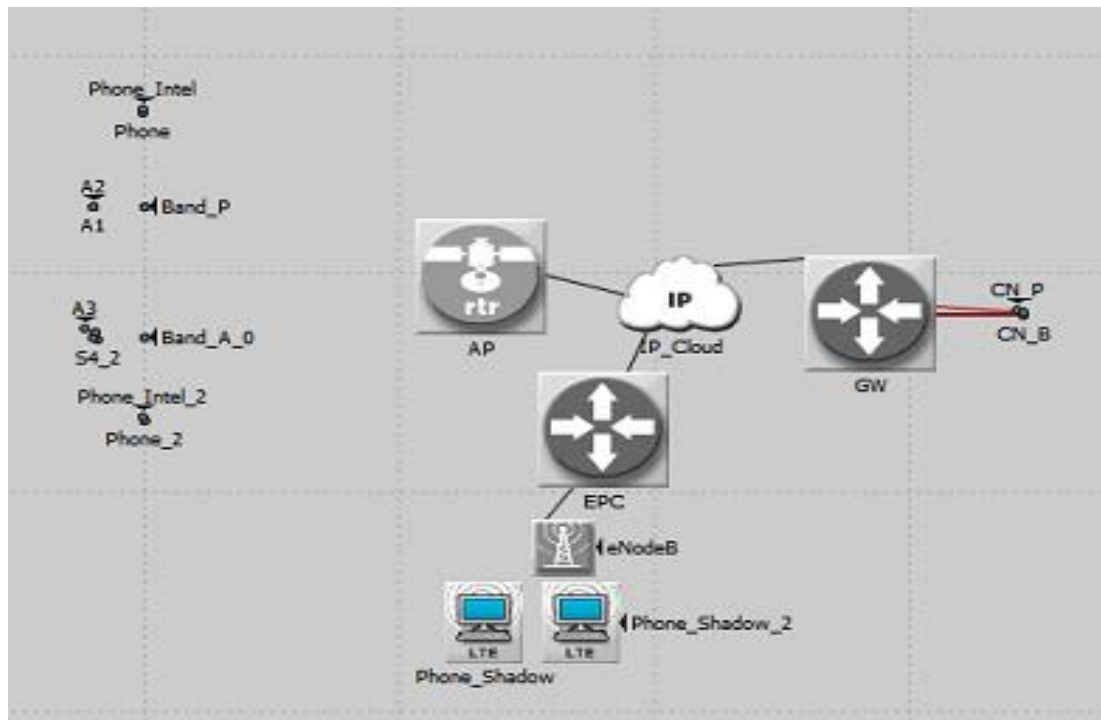 Phone_Intel
Phone
A2
A1
Band_P
A3
S4_2
Band_A_0
Phone_Intel_2
Phone_2
rtr
AP
IP
IP_Cloud
CN_P
CN_B
GW
EPC
eNodeB
LTE
Phone_Shadow
LTE
Phone_Shadow_2